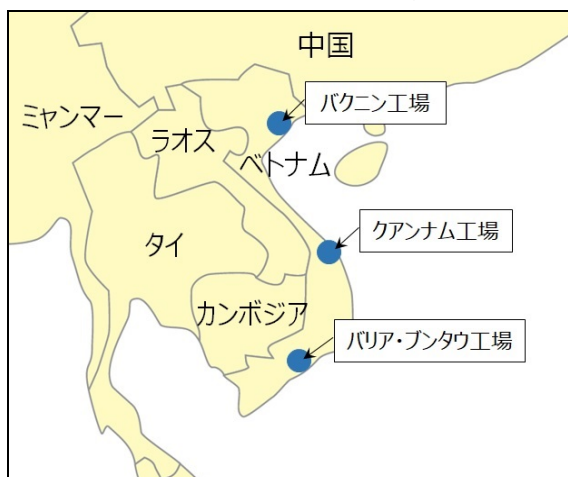 中国
バクニン工場
ミャンマー
ラオス
ベトナム
クアンナム工場
タイ
カンボジア
バリア・ブンタウ工場